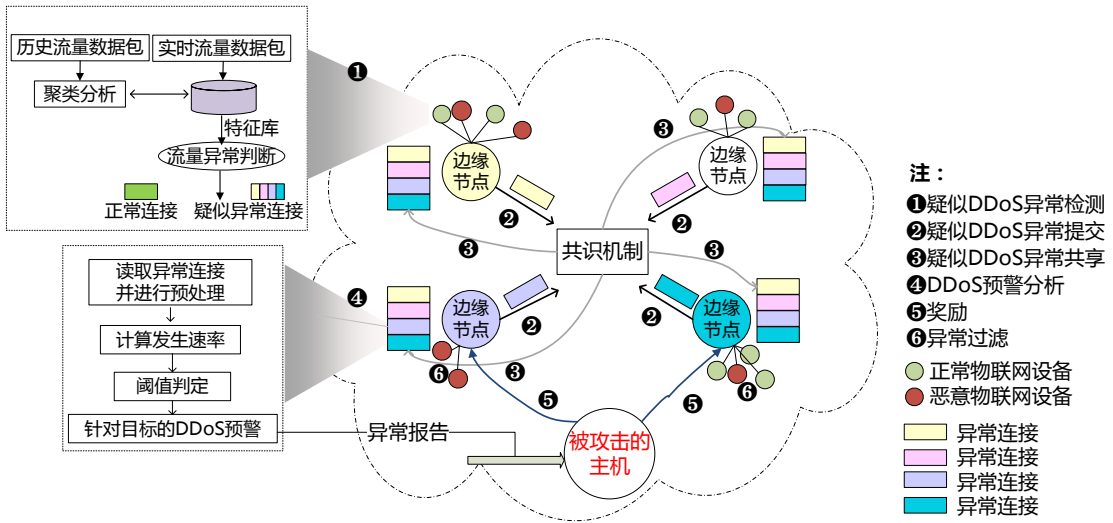 历史流量数据包
实时流量数据包
聚类分析
特征库
流量异常判断
正常连接
疑似异常连接
❶
读取异常连接
并进行预处理
计算发生速率
阈值判定
针对目标的DDoS预警
❹
异常报告
边缘
节点
❷
边缘
节点
❷
❸
共识机制
❸
❸
边缘
节点
❷
❻
❸
边缘
节点
❷
❻
❺
❺
被攻击的
主机
注：
❶疑似DDoS异常检测
❷疑似DDoS异常提交
❸疑似DDoS异常共享
❹DDoS预警分析
❺奖励
❻异常过滤
正常物联网设备
恶意物联网设备
异常连接
异常连接
异常连接
异常连接